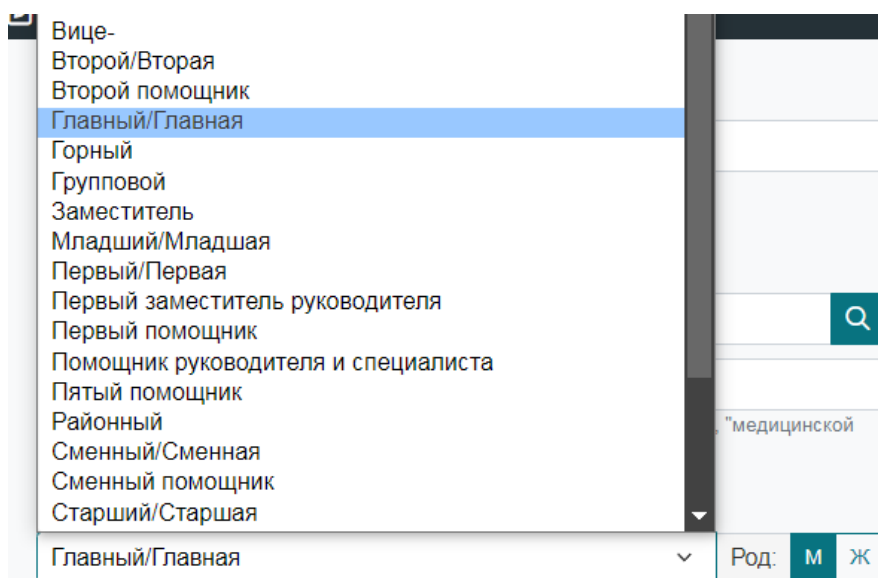 Вице-
Второй/Вторая
Второй помощник
Главный/Главная
Горный
Групповой
Заместитель
Младший/Младшая
Первый/Первая
Первый заместитель руководителя
Первый помощник
Помощник руководителя и специалиста
Пятый помощник
Районный
, "медицинской
Сменный/Сменная
Сменный помощник
Старший/Старшая
Главный/Главная Род: М Ж